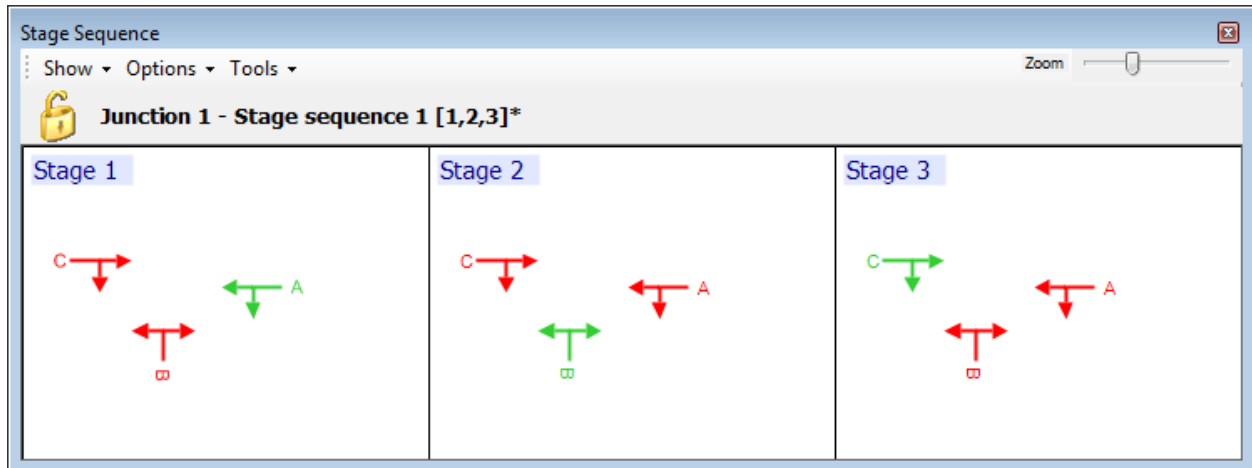 Stage Sequence
Show Options Tools Zoom
Junction 1 - Stage sequence 1 [1,2,3]*
Stage 1 Stage 2 Stage 3
C A C A C A
B B B